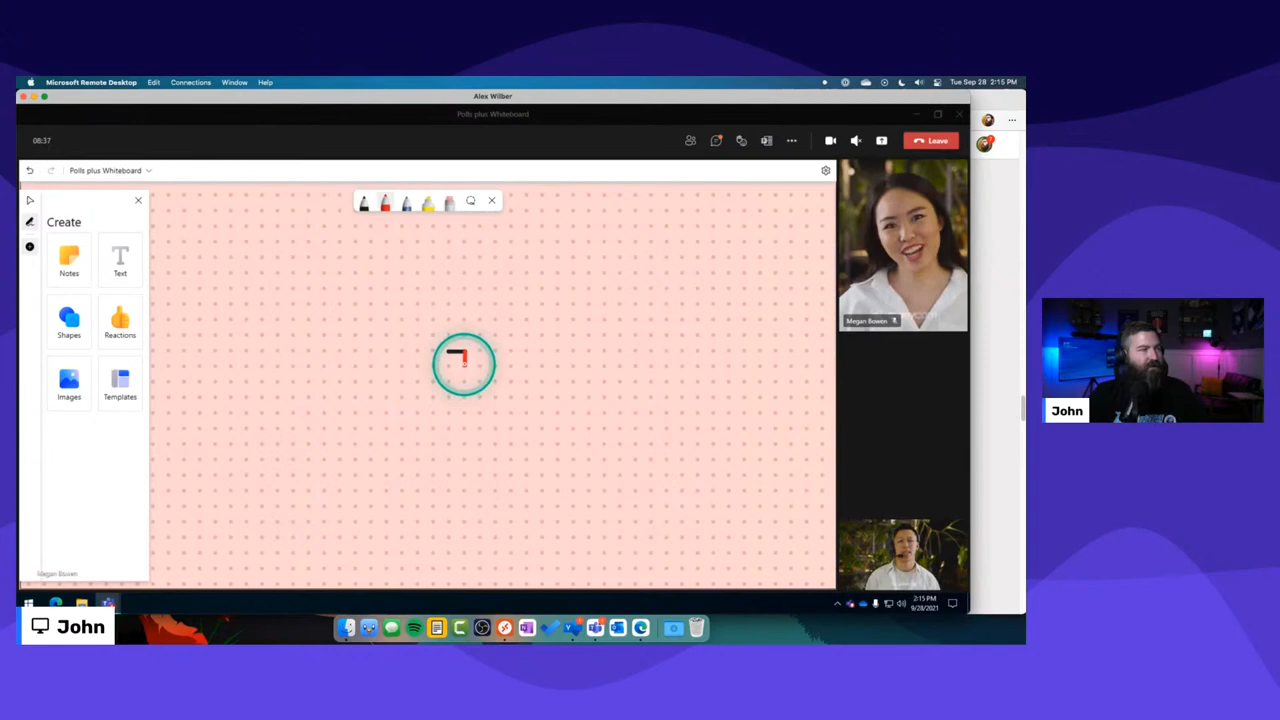 Microsoft Remote Desktop Edit Connections Window Help
Tue Sep 28 2:15 PM
Alex Wilber
Polls plus Whiteboard
08:37
Leave
Polls plus Whiteboard
Create
Notes
Text
Shapes
Reactions
Images
Templates
Megan Bowen
Megan Bowen
2:15 PM
9/28/2021
John
John